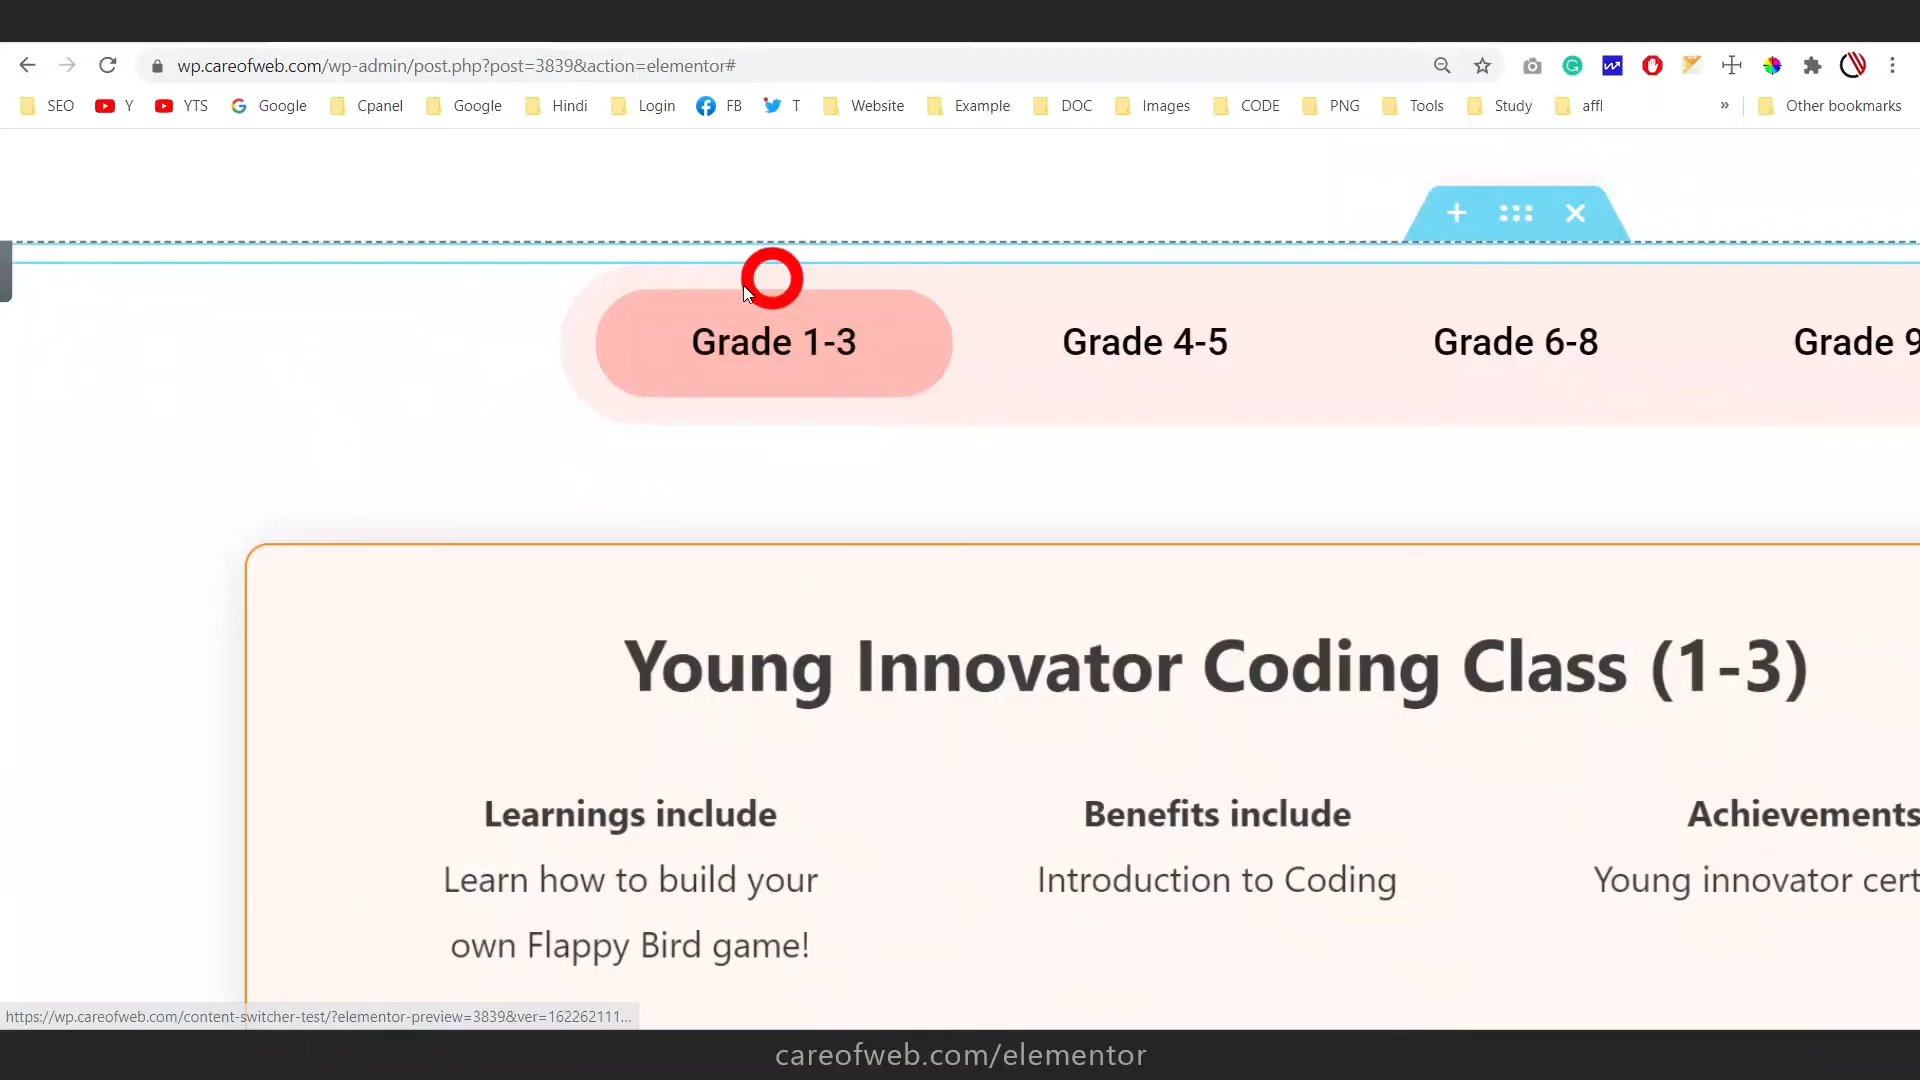 wp.careofweb.com/wp-admin/post.php?post=3839&action=elementor#
SEO Y YTS Google Cpanel Google Hindi Login FB T Website Example DOC Images CODE PNG Tools Study affl » Other bookmarks
Grade 1-3 Grade 4-5 Grade 6-8 Grade 9
Young Innovator Coding Class (1-3)
Learnings include Benefits include Achievements
Learn how to build your Introduction to Coding Young innovator cert
own Flappy Bird game!
https://wp.careofweb.com/content-switcher-test/?elementor-preview=3839&ver=162262111...
careofweb.com/elementor